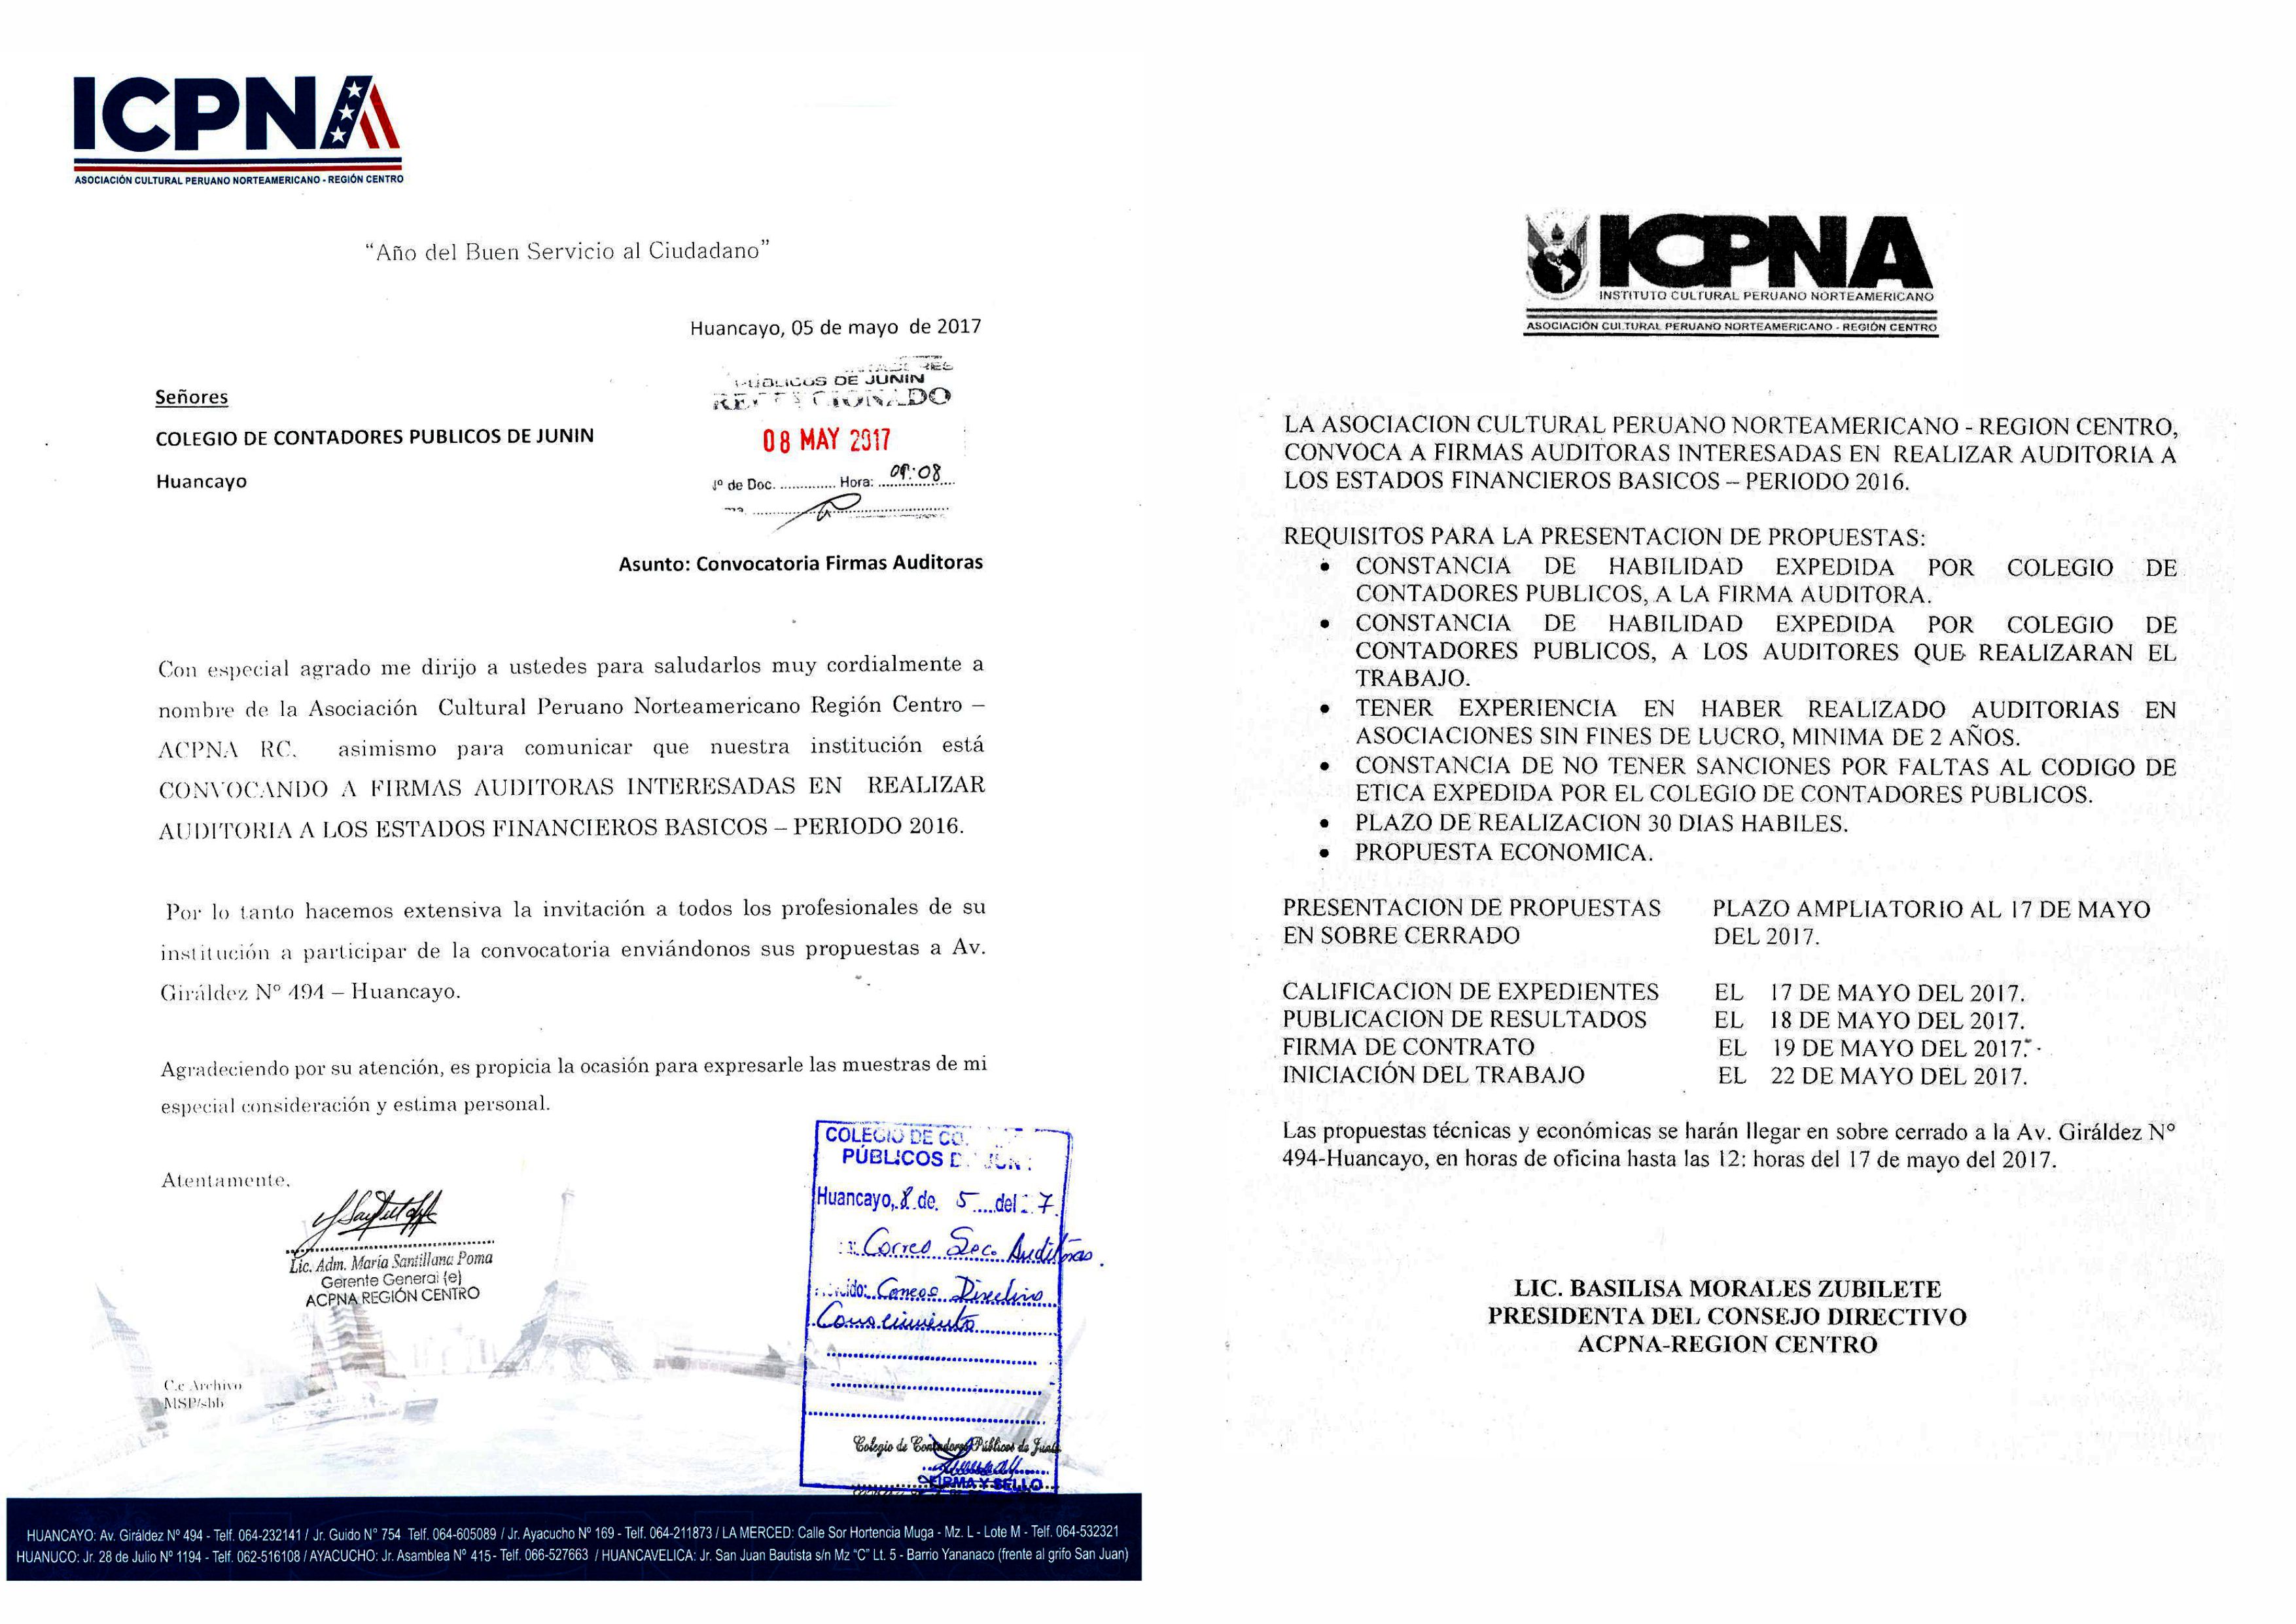 ICPNA
ASOCIACIÓN CULTURAL PERUANO NORTEAMERICANO - REGIÓN CENTRO
“Año del Buen Servicio al Ciudadano”
Huancayo, 05 de mayo de 2017
PUBLICOS DE JUNIN
RECEPCIONADO
08 MAY 2017
Nº de Doc. ............. Hora: 09:08
Señores
COLEGIO DE CONTADORES PUBLICOS DE JUNIN
Huancayo
Asunto: Convocatoria Firmas Auditoras
Con especial agrado me dirijo a ustedes para saludarlos muy cordialmente a
nombre de la Asociación Cultural Peruano Norteamericano Región Centro –
ACPNA RC. asimismo para comunicar que nuestra institución está
CONVOCANDO A FIRMAS AUDITORAS INTERESADAS EN REALIZAR
AUDITORIA A LOS ESTADOS FINANCIEROS BASICOS – PERIODO 2016.
Por lo tanto hacemos extensiva la invitación a todos los profesionales de su
institución a participar de la convocatoria enviándonos sus propuestas a Av.
Giráldez Nº 494 – Huancayo.
Agradeciendo por su atención, es propicia la ocasión para expresarle las muestras de mi
especial consideración y estima personal.
Atentamente,
Lic. Adm. María Santillana Poma
Gerente General (e)
ACPNA REGIÓN CENTRO
C.c Archivo
MSP/sbb
COLEGIO DE CO.
PÚBLICOS D. JUN
Huancayo, 8 de 5 del 7
Correo Soc. Auditoras.
Consejo Directivo
Conocimiento
Colegio de Contadores Públicos de Junín
FIRMA Y SELLO
HUANCAYO: Av. Giráldez Nº 494 - Telf. 064-232141 / Jr. Guido N° 754 Telf. 064-605089 / Jr. Ayacucho Nº 169 - Telf. 064-211873 / LA MERCED: Calle Sor Hortencia Muga - Mz. L - Lote M - Telf. 064-532321
HUANUCO: Jr. 28 de Julio Nº 1194 - Telf. 062-516108 / AYACUCHO: Jr. Asamblea Nº 415- Telf. 066-527663 / HUANCAVELICA: Jr. San Juan Bautista s/n Mz “C” Lt. 5 - Barrio Yananaco (frente al grifo San Juan)
ICPNA
INSTITUTO CULTURAL PERUANO NORTEAMERICANO
ASOCIACIÓN CULTURAL PERUANO NORTEAMERICANO - REGIÓN CENTRO
LA ASOCIACION CULTURAL PERUANO NORTEAMERICANO - REGION CENTRO,
CONVOCA A FIRMAS AUDITORAS INTERESADAS EN REALIZAR AUDITORIA A
LOS ESTADOS FINANCIEROS BASICOS – PERIODO 2016.
REQUISITOS PARA LA PRESENTACION DE PROPUESTAS:
• CONSTANCIA DE HABILIDAD EXPEDIDA POR COLEGIO DE
CONTADORES PUBLICOS, A LA FIRMA AUDITORA.
• CONSTANCIA DE HABILIDAD EXPEDIDA POR COLEGIO DE
CONTADORES PUBLICOS, A LOS AUDITORES QUE REALIZARAN EL
TRABAJO.
• TENER EXPERIENCIA EN HABER REALIZADO AUDITORIAS EN
ASOCIACIONES SIN FINES DE LUCRO, MINIMA DE 2 AÑOS.
• CONSTANCIA DE NO TENER SANCIONES POR FALTAS AL CODIGO DE
ETICA EXPEDIDA POR EL COLEGIO DE CONTADORES PUBLICOS.
• PLAZO DE REALIZACION 30 DIAS HABILES.
• PROPUESTA ECONOMICA.
PRESENTACION DE PROPUESTAS PLAZO AMPLIATORIO AL 17 DE MAYO
EN SOBRE CERRADO DEL 2017.
CALIFICACION DE EXPEDIENTES EL 17 DE MAYO DEL 2017.
PUBLICACION DE RESULTADOS EL 18 DE MAYO DEL 2017.
FIRMA DE CONTRATO EL 19 DE MAYO DEL 2017.
INICIACIÓN DEL TRABAJO EL 22 DE MAYO DEL 2017.
Las propuestas técnicas y económicas se harán llegar en sobre cerrado a la Av. Giráldez Nº
494-Huancayo, en horas de oficina hasta las 12: horas del 17 de mayo del 2017.
LIC. BASILISA MORALES ZUBILETE
PRESIDENTA DEL CONSEJO DIRECTIVO
ACPNA-REGION CENTRO